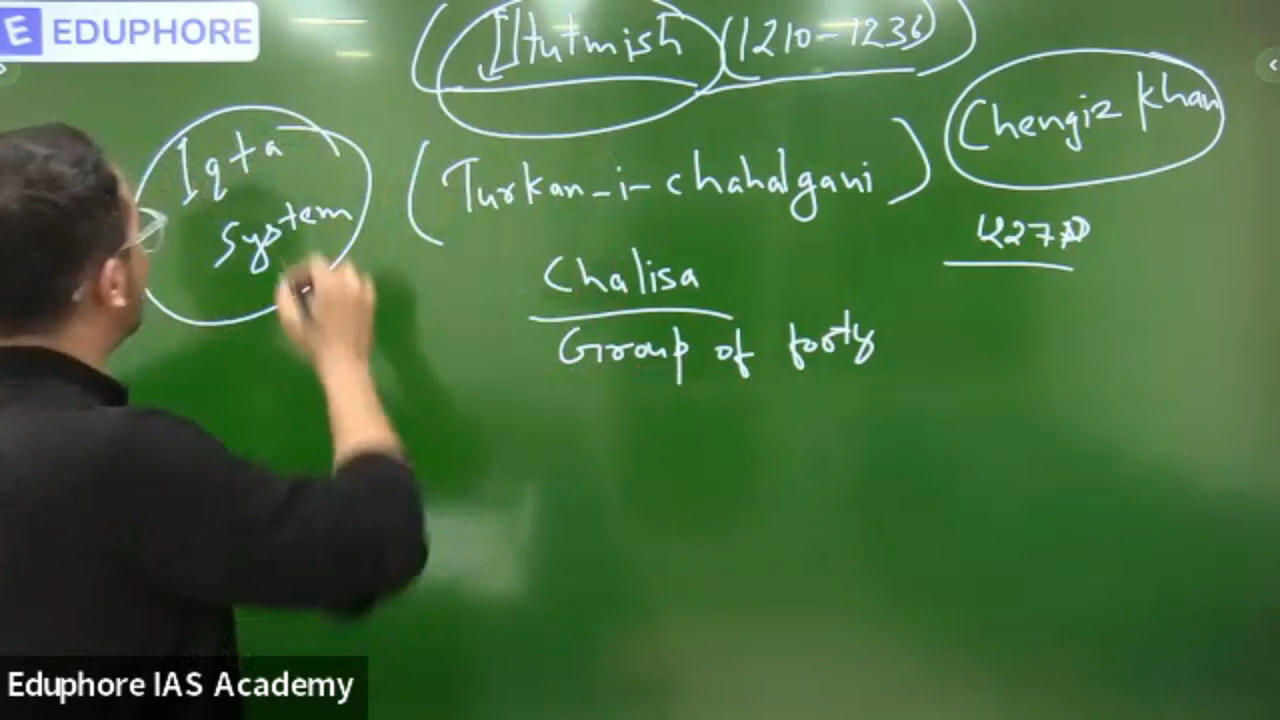 EDUPHORE
Iltutmish (1210-1236)
Chengiz Khan
Iqta
System
(Turkan-i-chahalgani)
Chalisa
Group of forty
Eduphore IAS Academy